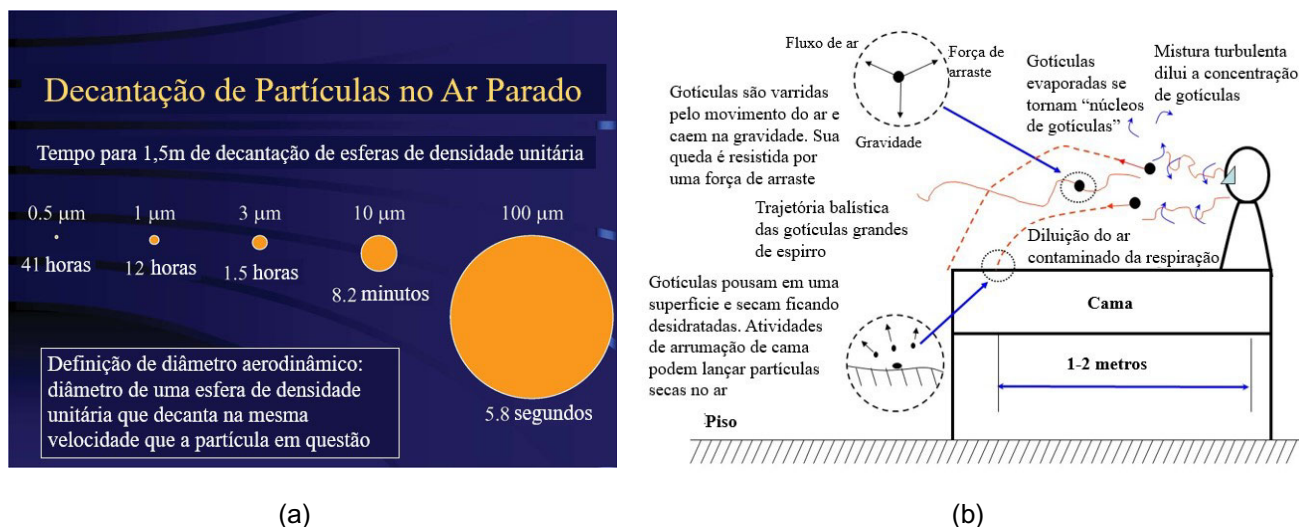 Decantação de Partículas no Ar Parado
Tempo para 1,5m de decantação de esferas de densidade unitária
0.5 µm
1 µm
3 µm
10 µm
100 µm
41 horas
12 horas
1.5 horas
8.2 minutos
5.8 segundos
Definição de diâmetro aerodinâmico:
diâmetro de uma esfera de densidade
unitária que decanta na mesma
velocidade que a partícula em questão
(a)
Fluxo de ar
Força de
arraste
Gravidade
Gotículas são varridas
pelo movimento do ar e
caem na gravidade. Sua
queda é resistida por
uma força de arraste
Gotículas
evaporadas se
tornam “núcleos
de gotículas”
Mistura turbulenta
dilui a concentração
de gotículas
Trajetória balística
das gotículas grandes
de espirro
Diluição do ar
contaminado da respiração
Gotículas pousam em uma
superfície e secam ficando
desidratadas. Atividades
de arrumação de cama
podem lançar partículas
secas no ar
Cama
1-2 metros
Piso
(b)